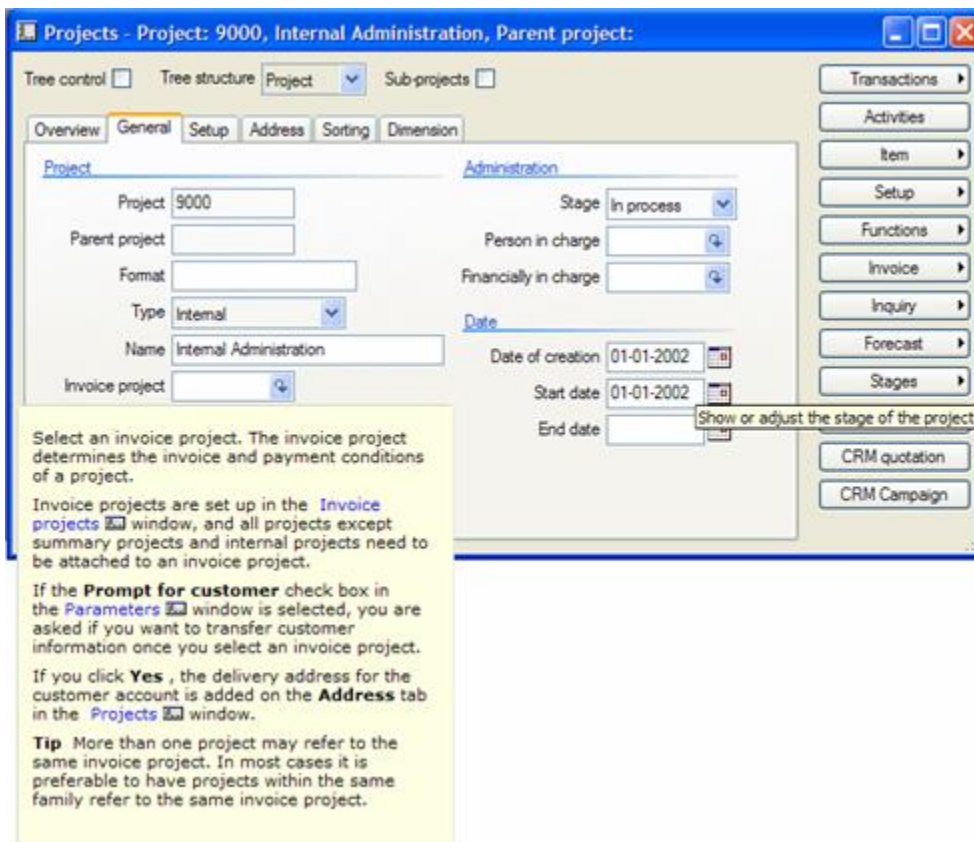 Projects - Project: 9000, Internal Administration, Parent project:
Tree control Tree structure Project Sub-projects
Overview General Setup Address Sorting Dimension
Project
Project 9000
Parent project
Format
Type Internal
Name Internal Administration
Invoice project
Administration
Stage In process
Person in charge
Financially in charge
Date
Date of creation 01-01-2002
Start date 01-01-2002
End date
Transactions
Activities
Item
Setup
Functions
Invoice
Inquiry
Forecast
Stages
Show or adjust the stage of the project
CRM quotation
CRM Campaign
Select an invoice project. The invoice project
determines the invoice and payment conditions
of a project.
Invoice projects are set up in the Invoice
projects window, and all projects except
summary projects and internal projects need to
be attached to an invoice project.
If the Prompt for customer check box in
the Parameters window is selected, you are
asked if you want to transfer customer
information once you select an invoice project.
If you click Yes , the delivery address for the
customer account is added on the Address tab
in the Projects window.
Tip More than one project may refer to the
same invoice project. In most cases it is
preferable to have projects within the same
family refer to the same invoice project.